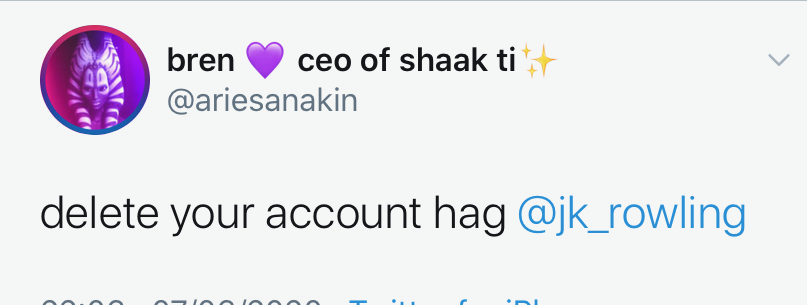 bren 💜 ceo of shaak ti✨
@ariesanakin
delete your account hag @jk_rowling